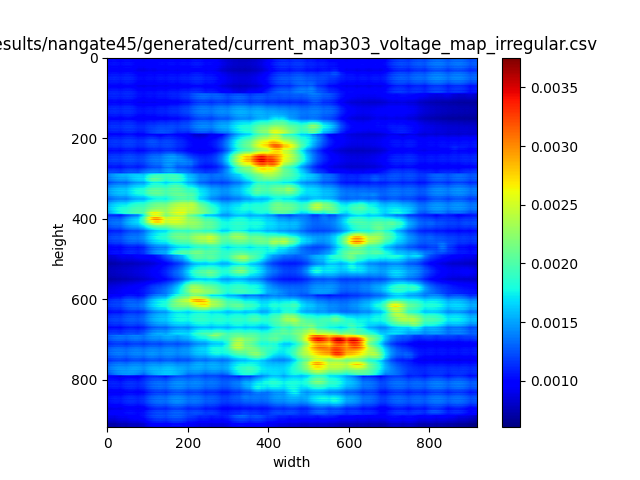 esults/nangate45/generated/current_map303_voltage_map_irregular.csv
0
200
400
600
800
height
0 200 400 600 800
width
0.0035
0.0030
0.0025
0.0020
0.0015
0.0010